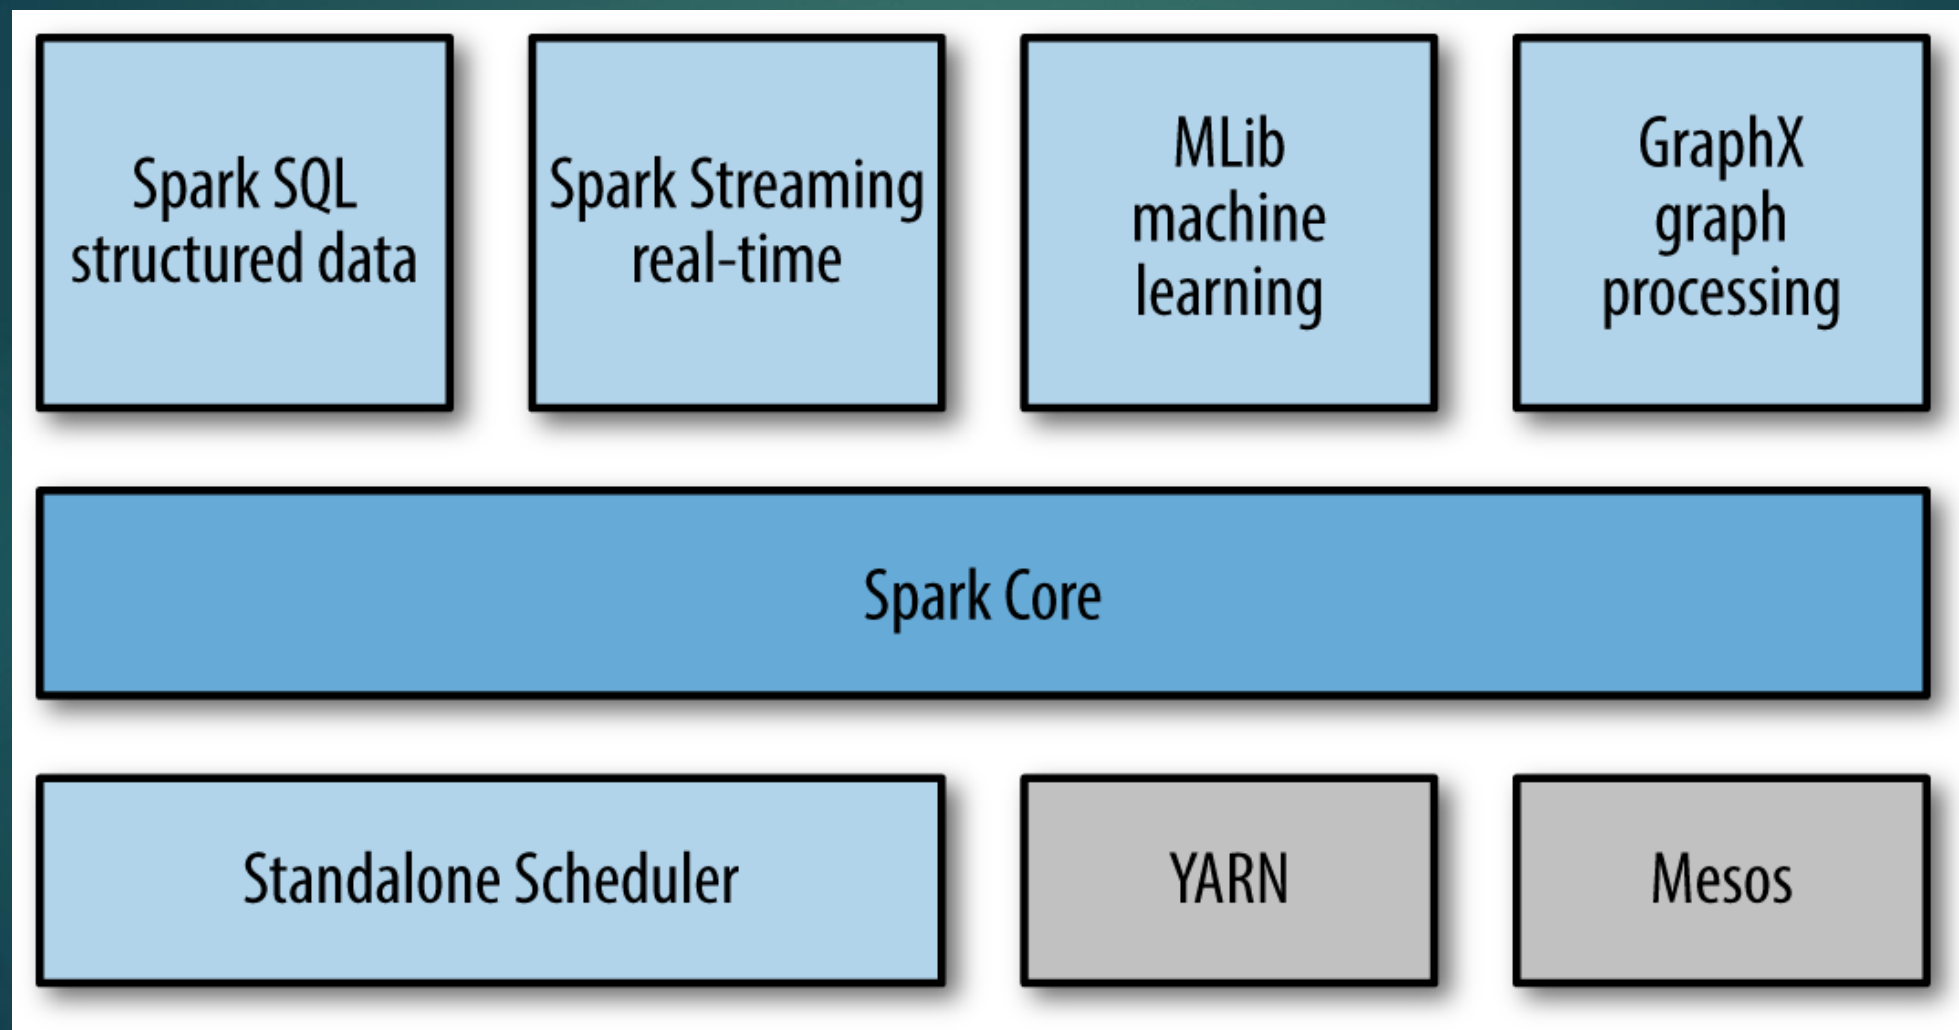 Spark SQL
structured data
Spark Streaming
real-time
MLib
machine
learning
GraphX
graph
processing
Spark Core
Standalone Scheduler
YARN
Mesos